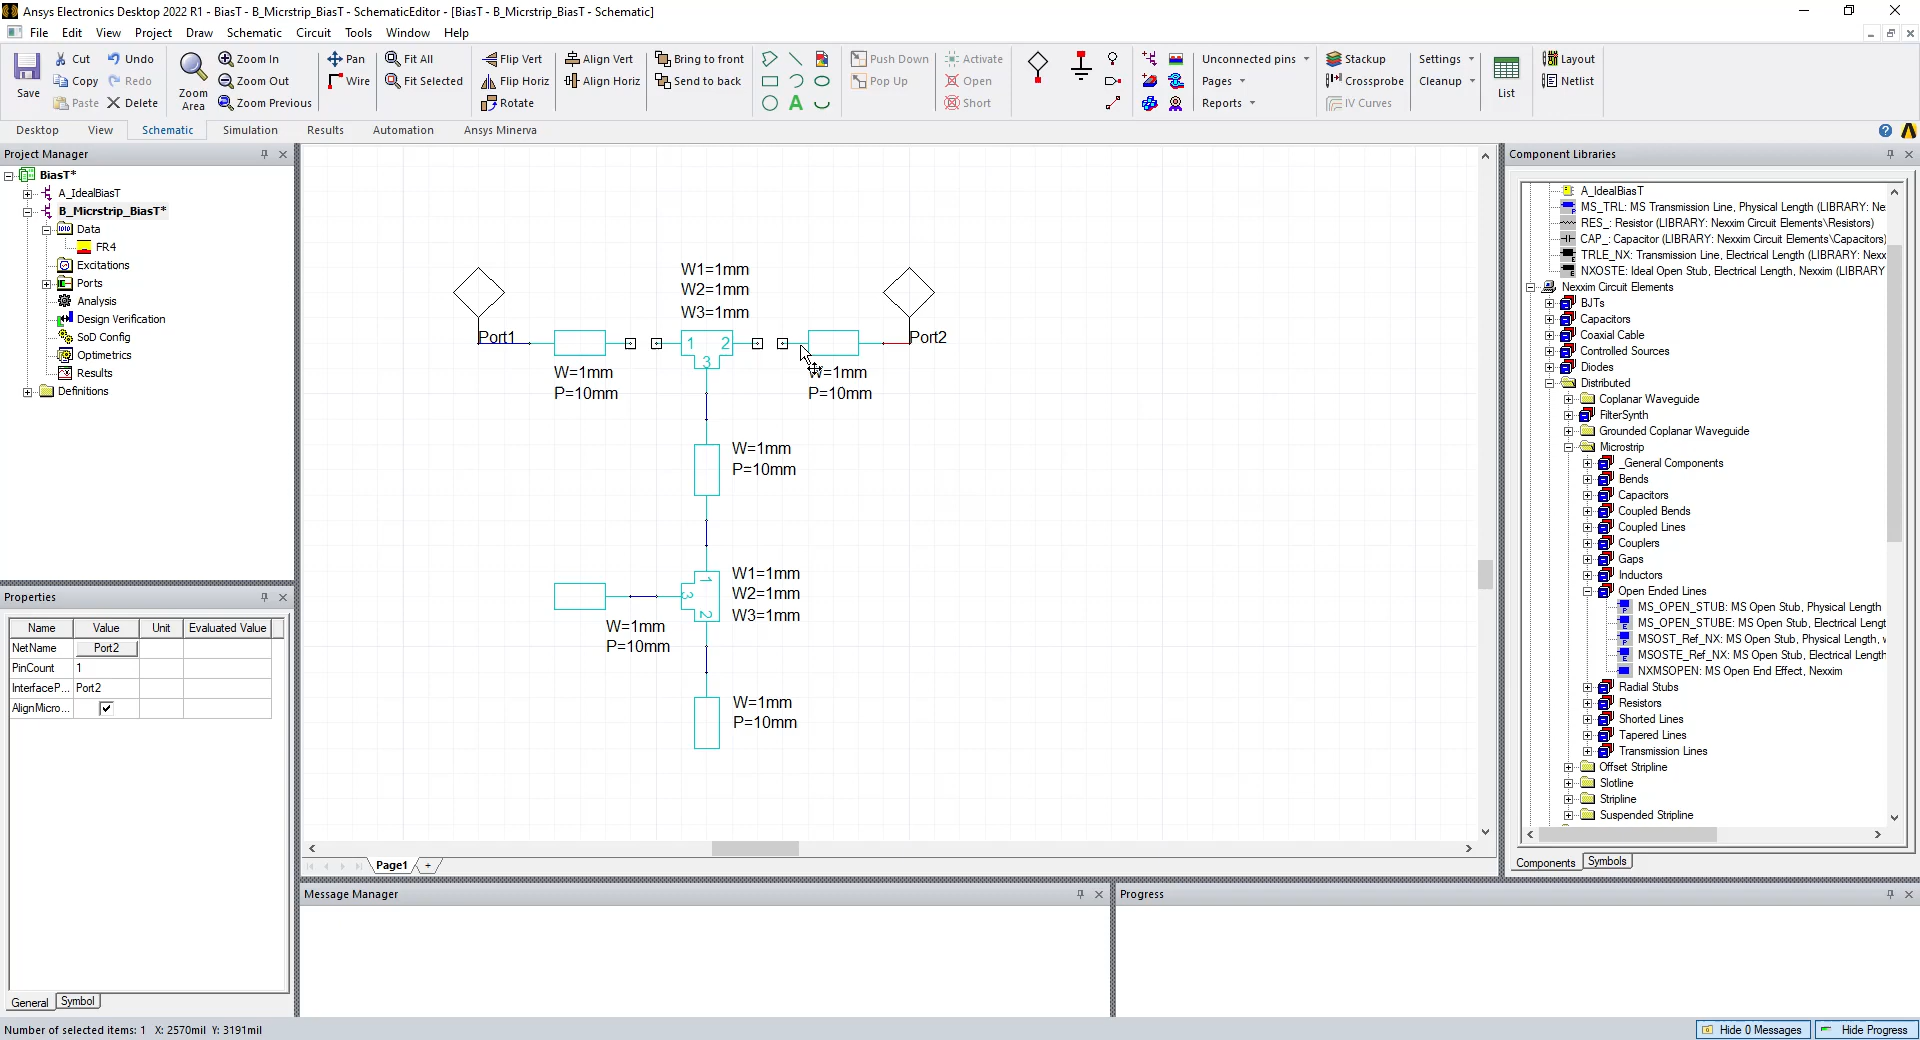 Ansys Electronics Desktop 2022 R1 - BiasT - B_Micrstrip_BiasT - SchematicEditor - [BiasT - B_Micrstrip_BiasT - Schematic]
File Edit View Project Draw Schematic Circuit Tools Window Help
Save
Cut
Copy
Paste
Undo
Redo
Delete
Zoom Area
Zoom In
Zoom Out
Zoom Previous
Pan
Wire
Fit All
Fit Selected
Flip Vert
Flip Horiz
Rotate
Align Vert
Align Horiz
Bring to front
Send to back
Push Down
Pop Up
Activate
Open
Short
Unconnected pins
Pages
Reports
Stackup
Crossprobe
IV Curves
Settings
Cleanup
List
Layout
Netlist
Desktop View Schematic Simulation Results Automation Ansys Minerva
Project Manager
BiasT*
A_IdealBiasT
B_Micrstrip_BiasT*
Data
FR4
Excitations
Ports
Analysis
Design Verification
SoD Config
Optimetrics
Results
Definitions
Properties
Name Value Unit Evaluated Value
NetName Port2
PinCount 1
InterfaceP... Port2
AlignMicro...
General Symbol
W1=1mm
W2=1mm
W3=1mm
Port1
1 2
3
Port2
W=1mm
P=10mm
W=1mm
P=10mm
W=1mm
P=10mm
1
3
2
W1=1mm
W2=1mm
W3=1mm
W=1mm
P=10mm
W=1mm
P=10mm
Page1 +
Component Libraries
A_IdealBiasT
MS_TRL: MS Transmission Line, Physical Length (LIBRARY: Ne
RES_: Resistor (LIBRARY: Nexxim Circuit Elements\Resistors)
CAP_: Capacitor (LIBRARY: Nexxim Circuit Elements\Capacitors)
TRLE_NX: Transmission Line, Electrical Length (LIBRARY: Nexx
NXOSTE: Ideal Open Stub, Electrical Length, Nexxim (LIBRARY
Nexxim Circuit Elements
BJTs
Capacitors
Coaxial Cable
Controlled Sources
Diodes
Distributed
Coplanar Waveguide
FilterSynth
Grounded Coplanar Waveguide
Microstrip
_General Components
Bends
Capacitors
Coupled Bends
Coupled Lines
Couplers
Gaps
Inductors
Open Ended Lines
MS_OPEN_STUB: MS Open Stub, Physical Length
MS_OPEN_STUBE: MS Open Stub, Electrical Lengt
MSOST_Ref_NX: MS Open Stub, Physical Length, w
MSOSTE_Ref_NX: MS Open Stub, Electrical Length
NXMSOPEN: MS Open End Effect, Nexxim
Radial Stubs
Resistors
Shorted Lines
Tapered Lines
Transmission Lines
Offset Stripline
Slotline
Stripline
Suspended Stripline
Components Symbols
Message Manager
Progress
Number of selected items: 1 X: 2570mil Y: 3191mil
Hide 0 Messages Hide Progress